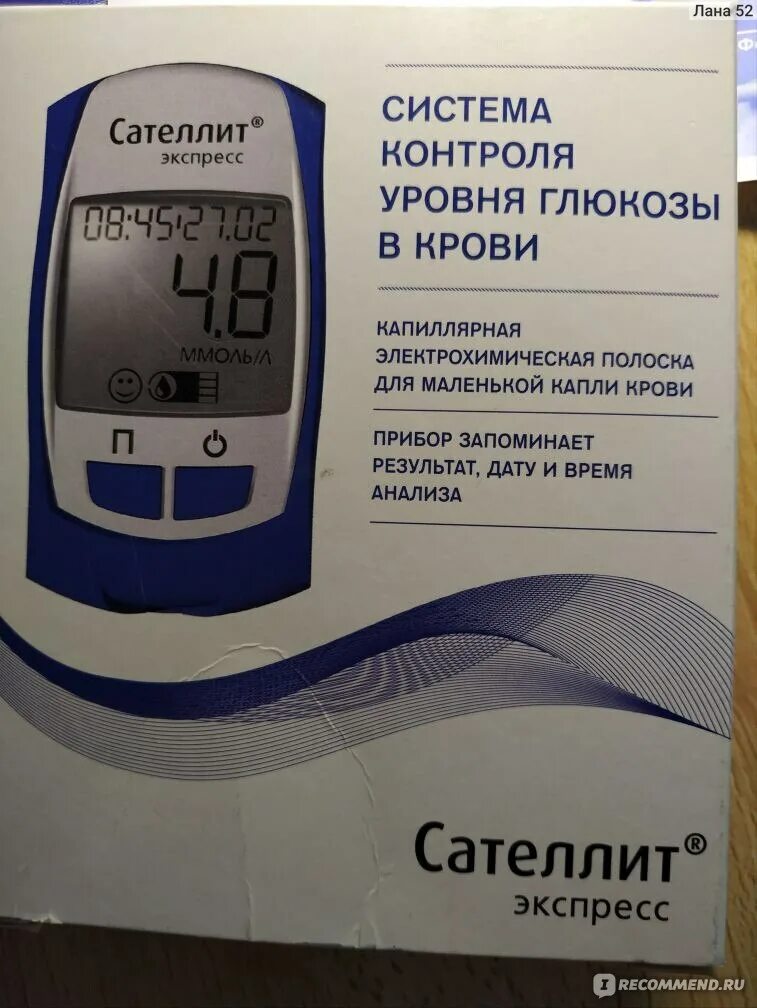 Лана 52
Сателлит®
экспресс
08:45 27.02
4.8
ММОЛЬ/Л
П
СИСТЕМА
КОНТРОЛЯ
УРОВНЯ ГЛЮКОЗЫ
В КРОВИ
КАПИЛЛЯРНАЯ
ЭЛЕКТРОХИМИЧЕСКАЯ ПОЛОСКА
ДЛЯ МАЛЕНЬКОЙ КАПЛИ КРОВИ
ПРИБОР ЗАПОМИНАЕТ
РЕЗУЛЬТАТ, ДАТУ И ВРЕМЯ
АНАЛИЗА
Сателлит®
экспресс
IRECOMMEND.RU